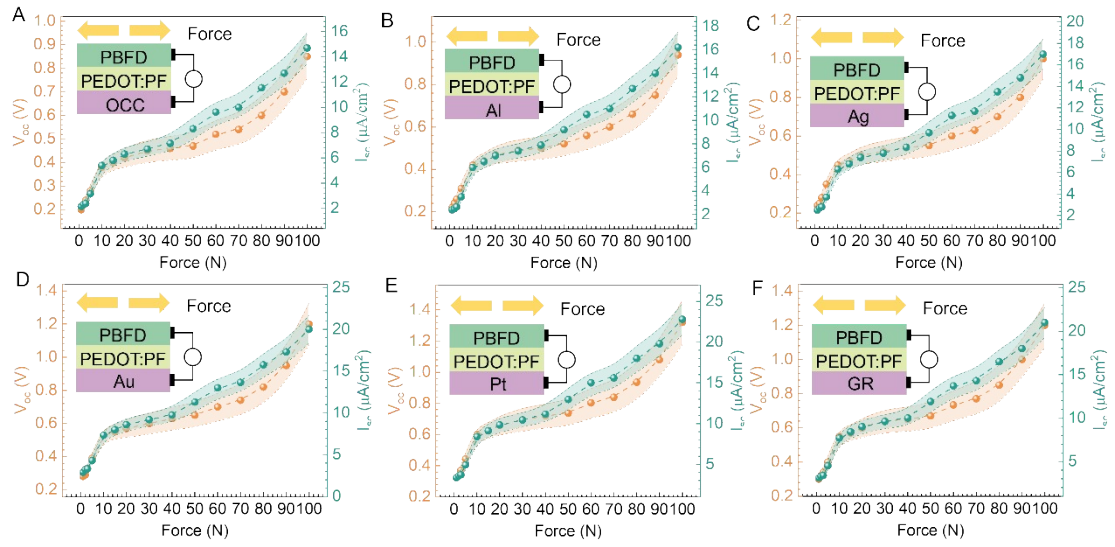 A
Force
PBFD
PEDOT:PF
OCC
1.0
0.9
0.8
0.7
0.6
0.5
0.4
0.3
0.2
Voc (V)
16
14
12
10
8
6
4
2
Isc (μA/cm²)
0 10 20 30 40 50 60 70 80 90 100
Force (N)
B
Force
PBFD
PEDOT:PF
Al
1.0
0.8
0.6
0.4
0.2
Voc (V)
18
16
14
12
10
8
6
4
2
Isc (μA/cm²)
0 10 20 30 40 50 60 70 80 90 100
Force (N)
C
Force
PBFD
PEDOT:PF
Ag
1.2
1.0
0.8
0.6
0.4
0.2
Voc (V)
20
18
16
14
12
10
8
6
4
2
Isc (μA/cm²)
0 10 20 30 40 50 60 70 80 90 100
Force (N)
D
Force
PBFD
PEDOT:PF
Au
1.4
1.2
1.0
0.8
0.6
0.4
0.2
Voc (V)
25
20
15
10
5
0
Isc (μA/cm²)
0 10 20 30 40 50 60 70 80 90 100
Force (N)
E
Force
PBFD
PEDOT:PF
Pt
1.4
1.2
1.0
0.8
0.6
0.4
0.2
Voc (V)
25
20
15
10
5
Isc (μA/cm²)
0 10 20 30 40 50 60 70 80 90 100
Force (N)
F
Force
PBFD
PEDOT:PF
GR
1.4
1.2
1.0
0.8
0.6
0.4
0.2
Voc (V)
25
20
15
10
5
Isc (μA/cm²)
0 10 20 30 40 50 60 70 80 90 100
Force (N)